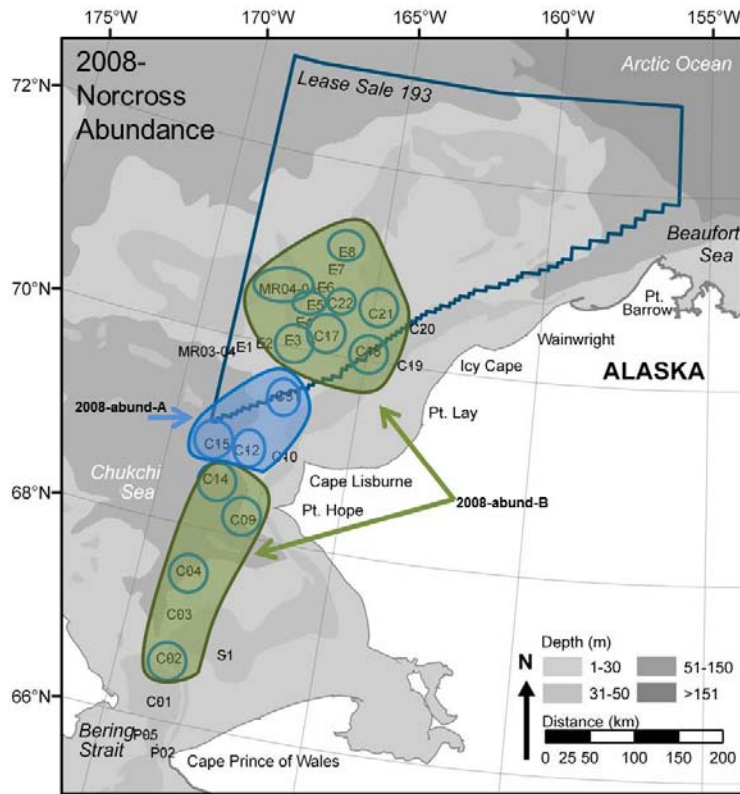 175°W 170°W 165°W 160°W 155°W
2008-
Norcross
Abundance
Arctic Ocean
72°N
Lease Sale 193
Beaufort
Sea
E8
E7
70°N
MR04-0
E6
E5
C22
C21
Pt.
Barrow
C17
C20
Wainwright
MR03-04
E1
E2
E3
C18
C19
Icy Cape
ALASKA
2008-abund-A
Pt. Lay
C15
C12
C10
Chukchi
Sea
Cape Lisburne
68°N
C14
2008-abund-B
C09
Pt. Hope
C04
C03
C02
S1
66°N
C01
Bering
Strait
P05
P02
Cape Prince of Wales
N
Depth (m)
1-30 51-150
31-50 >151
Distance (km)
0 25 50 100 150 200